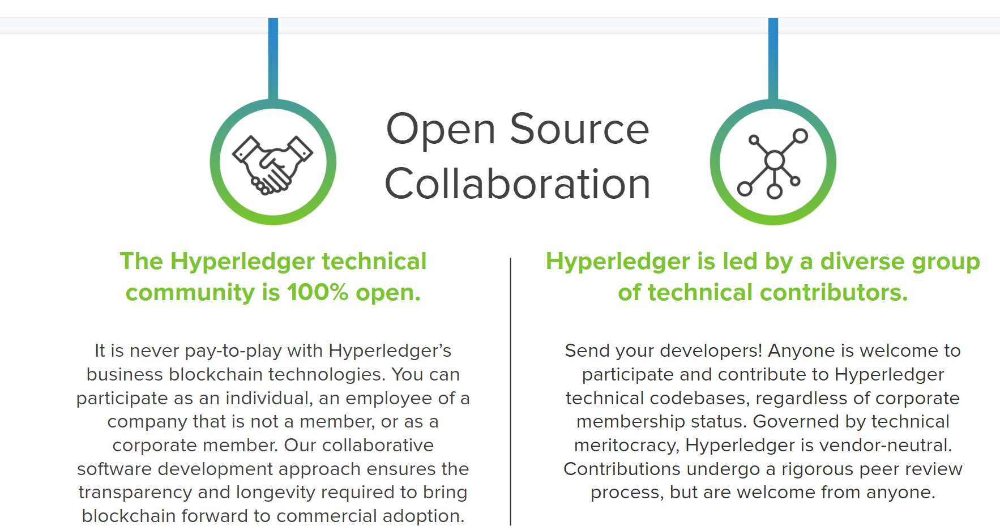 Open Source
Collaboration
The Hyperledger technical
community is 100% open.
It is never pay-to-play with Hyperledger’s
business blockchain technologies. You can
participate as an individual, an employee of a
company that is not a member, or as a
corporate member. Our collaborative
software development approach ensures the
transparency and longevity required to bring
blockchain forward to commercial adoption.
Hyperledger is led by a diverse group
of technical contributors.
Send your developers! Anyone is welcome to
participate and contribute to Hyperledger
technical codebases, regardless of corporate
membership status. Governed by technical
meritocracy, Hyperledger is vendor-neutral.
Contributions undergo a rigorous peer review
process, but are welcome from anyone.